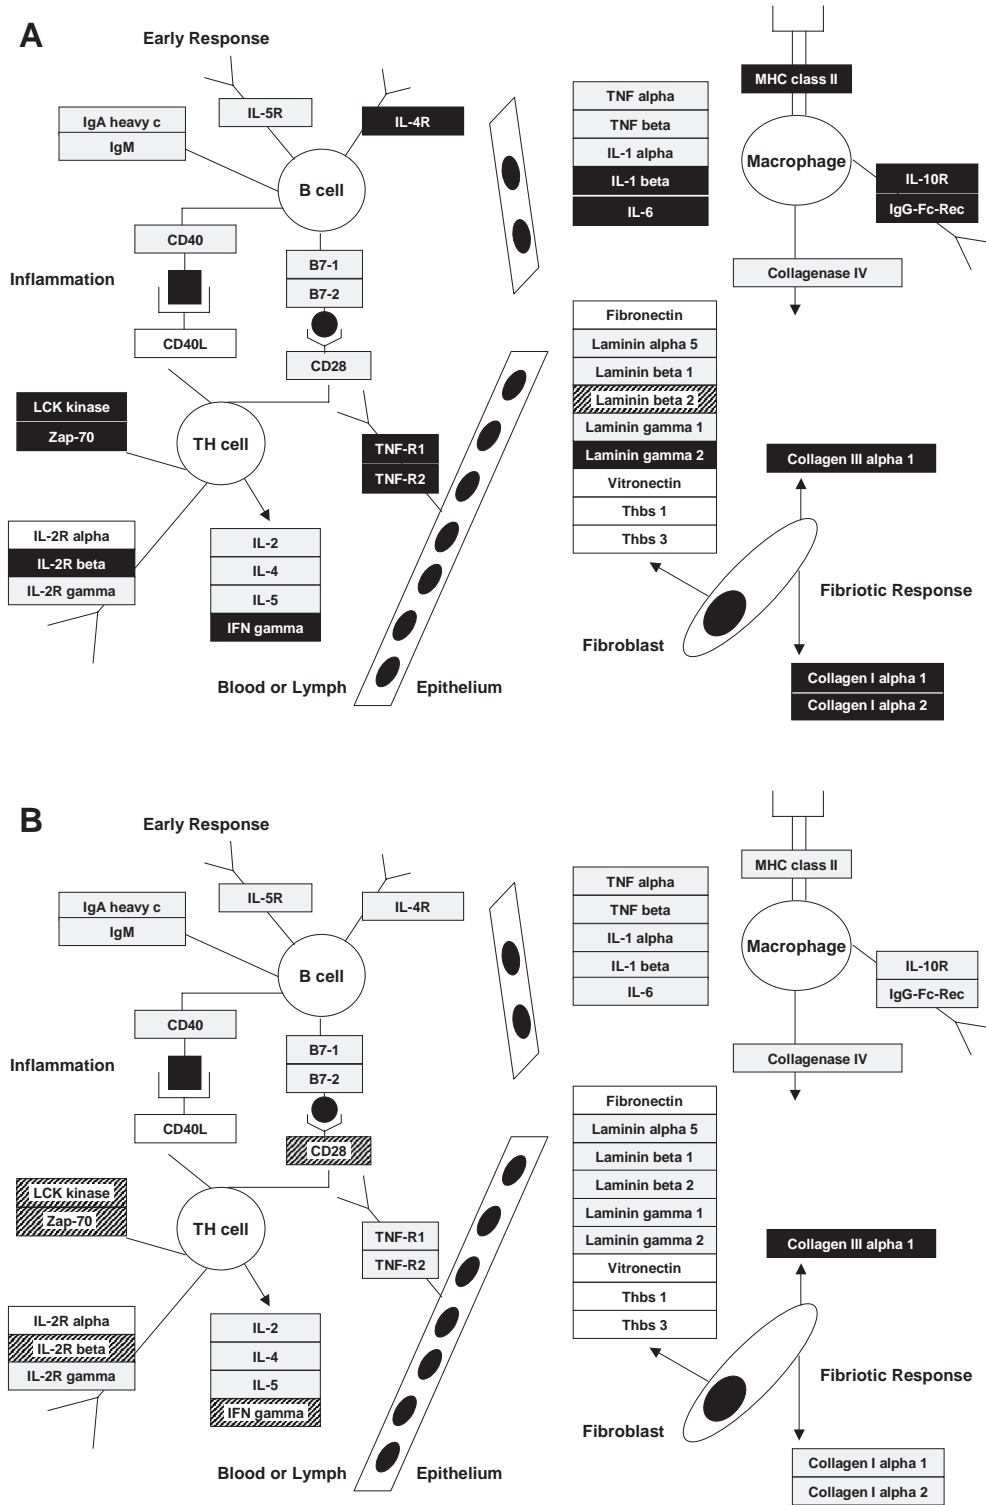 A
Early Response
IL-5R
IL-4R
IgA heavy c
IgM
B cell
CD40
B7-1
B7-2
Inflammation
CD40L
CD28
LCK kinase
Zap-70
TH cell
TNF-R1
TNF-R2
IL-2R alpha
IL-2R beta
IL-2R gamma
IL-2
IL-4
IL-5
IFN gamma
Blood or Lymph
Epithelium
TNF alpha
TNF beta
IL-1 alpha
IL-1 beta
IL-6
MHC class II
Macrophage
IL-10R
IgG-Fc-Rec
Collagenase IV
Fibronectin
Laminin alpha 5
Laminin beta 1
Laminin beta 2
Laminin gamma 1
Laminin gamma 2
Vitronectin
Thbs 1
Thbs 3
Collagen III alpha 1
Fibriotic Response
Fibroblast
Collagen I alpha 1
Collagen I alpha 2
B
Early Response
IL-5R
IL-4R
IgA heavy c
IgM
B cell
CD40
B7-1
B7-2
Inflammation
CD40L
CD28
LCK kinase
Zap-70
TH cell
TNF-R1
TNF-R2
IL-2R alpha
IL-2R beta
IL-2R gamma
IL-2
IL-4
IL-5
IFN gamma
Blood or Lymph
Epithelium
TNF alpha
TNF beta
IL-1 alpha
IL-1 beta
IL-6
MHC class II
Macrophage
IL-10R
IgG-Fc-Rec
Collagenase IV
Fibronectin
Laminin alpha 5
Laminin beta 1
Laminin beta 2
Laminin gamma 1
Laminin gamma 2
Vitronectin
Thbs 1
Thbs 3
Collagen III alpha 1
Fibriotic Response
Fibroblast
Collagen I alpha 1
Collagen I alpha 2